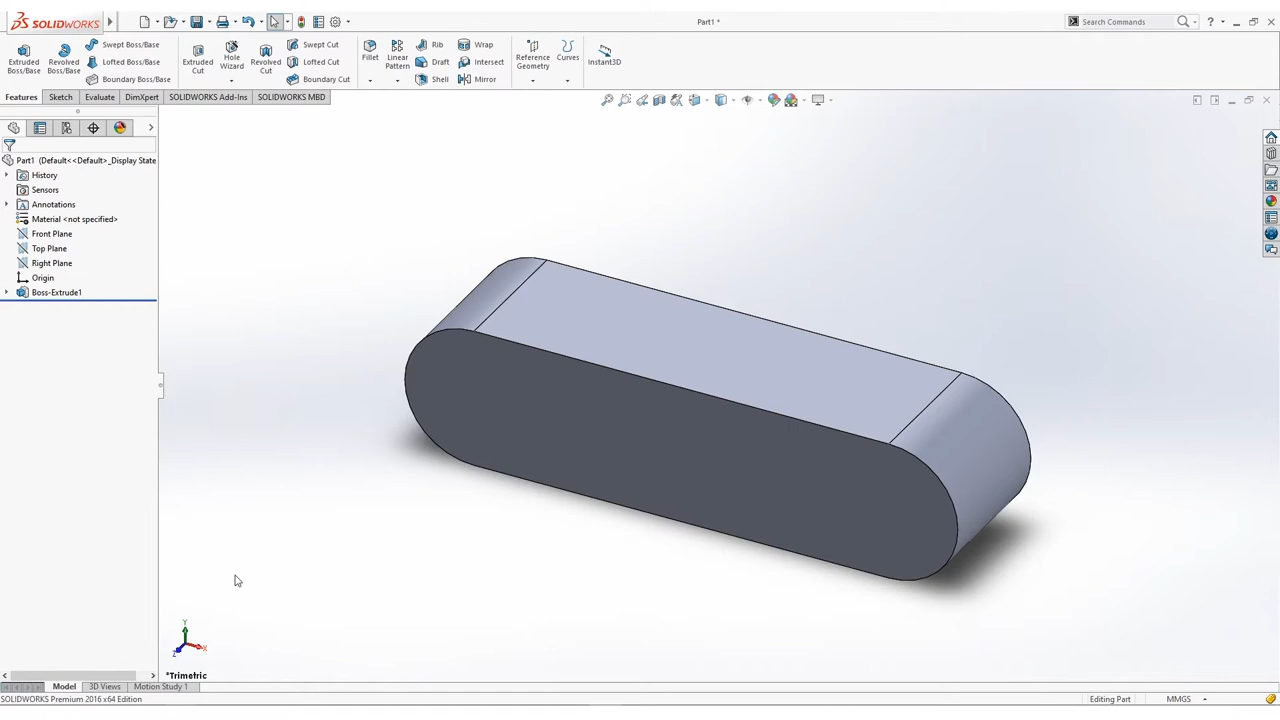 SOLIDWORKS
Part1 *
Search Commands
?
Extruded Boss/Base
Revolved Boss/Base
Swept Boss/Base
Lofted Boss/Base
Boundary Boss/Base
Extruded Cut
Hole Wizard
Revolved Cut
Swept Cut
Lofted Cut
Boundary Cut
Fillet
Linear Pattern
Rib
Draft
Shell
Wrap
Intersect
Mirror
Reference Geometry
Curves
Instant3D
Features
Sketch
Evaluate
DimXpert
SOLIDWORKS Add-Ins
SOLIDWORKS MBD
Part1 (Default<<Default>_Display State
History
Sensors
Annotations
Material <not specified>
Front Plane
Top Plane
Right Plane
Origin
Boss-Extrude1
Y
X
Z
*Trimetric
Model
3D Views
Motion Study 1
SOLIDWORKS Premium 2016 x64 Edition
Editing Part
MMGS